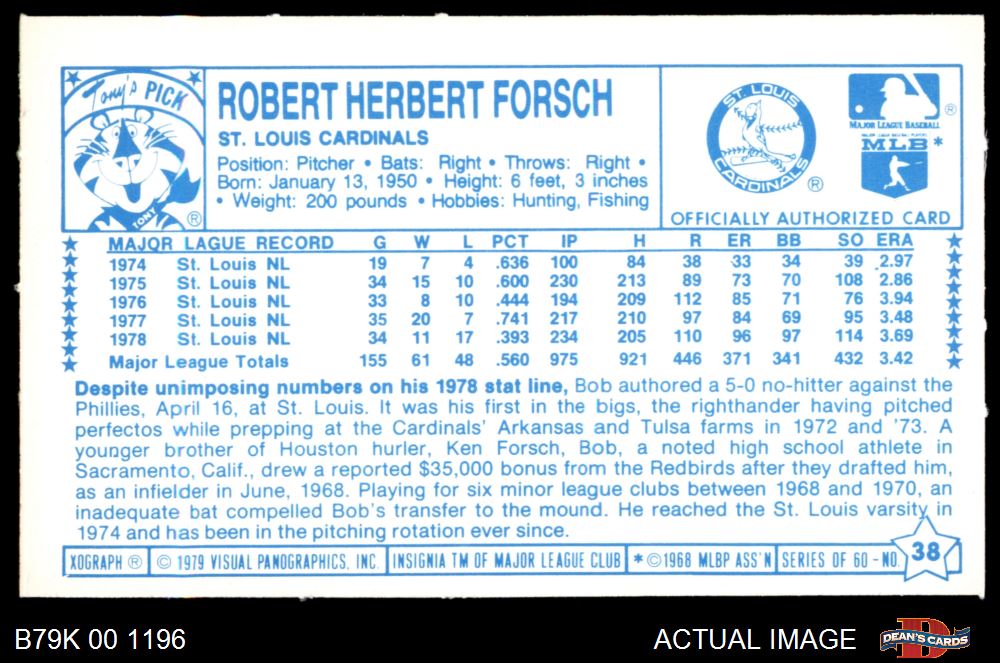 Tony's PICK
TONY
®
ROBERT HERBERT FORSCH
ST. LOUIS CARDINALS
Position: Pitcher • Bats: Right • Throws: Right •
Born: January 13, 1950 • Height: 6 feet, 3 inches
• Weight: 200 pounds • Hobbies: Hunting, Fishing
ST. LOUIS
CARDINALS
®
®
MAJOR LEAGUE BASEBALL
MAJOR LEAGUE BASEBALL PLAYERS
MLB *
OFFICIALLY AUTHORIZED CARD
MAJOR LAGUE RECORD G W L PCT IP H R ER BB SO ERA
1974 St. Louis NL 19 7 4 .636 100 84 38 33 34 39 2.97
1975 St. Louis NL 34 15 10 .600 230 213 89 73 70 108 2.86
1976 St. Louis NL 33 8 10 .444 194 209 112 85 71 76 3.94
1977 St. Louis NL 35 20 7 .741 217 210 97 84 69 95 3.48
1978 St. Louis NL 34 11 17 .393 234 205 110 96 97 114 3.69
Major League Totals 155 61 48 .560 975 921 446 371 341 432 3.42
Despite unimposing numbers on his 1978 stat line, Bob authored a 5-0 no-hitter against the
Phillies, April 16, at St. Louis. It was his first in the bigs, the righthander having pitched
perfectos while prepping at the Cardinals' Arkansas and Tulsa farms in 1972 and '73. A
younger brother of Houston hurler, Ken Forsch, Bob, a noted high school athlete in
Sacramento, Calif., drew a reported $35,000 bonus from the Redbirds after they drafted him,
as an infielder in June, 1968. Playing for six minor league clubs between 1968 and 1970, an
inadequate bat compelled Bob's transfer to the mound. He reached the St. Louis varsity in
1974 and has been in the pitching rotation ever since.
XOGRAPH ® © 1979 VISUAL PANOGRAPHICS, INC. INSIGNIA TM OF MAJOR LEAGUE CLUB * ©1968 MLBP ASS'N SERIES OF 60 - NO. 38
B79K 00 1196
ACTUAL IMAGE
D
DEAN'S CARDS